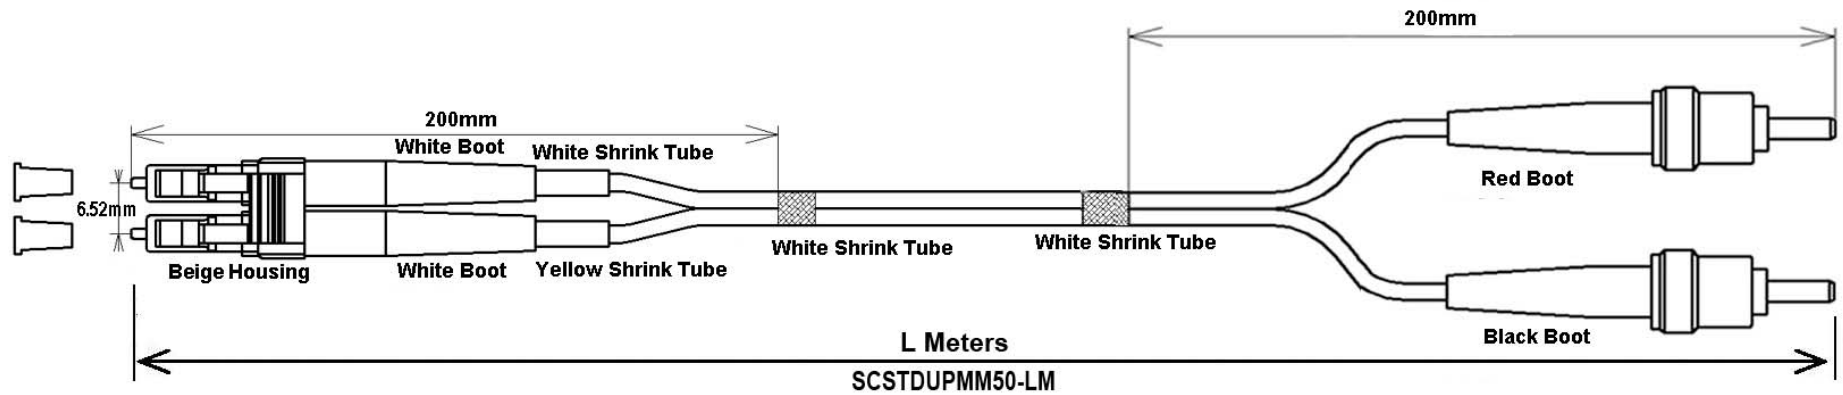 200mm
200mm
White Boot
White Shrink Tube
Red Boot
6.52mm
White Shrink Tube
White Shrink Tube
Beige Housing
White Boot
Yellow Shrink Tube
Black Boot
L Meters
SCSTDUPMM50-LM